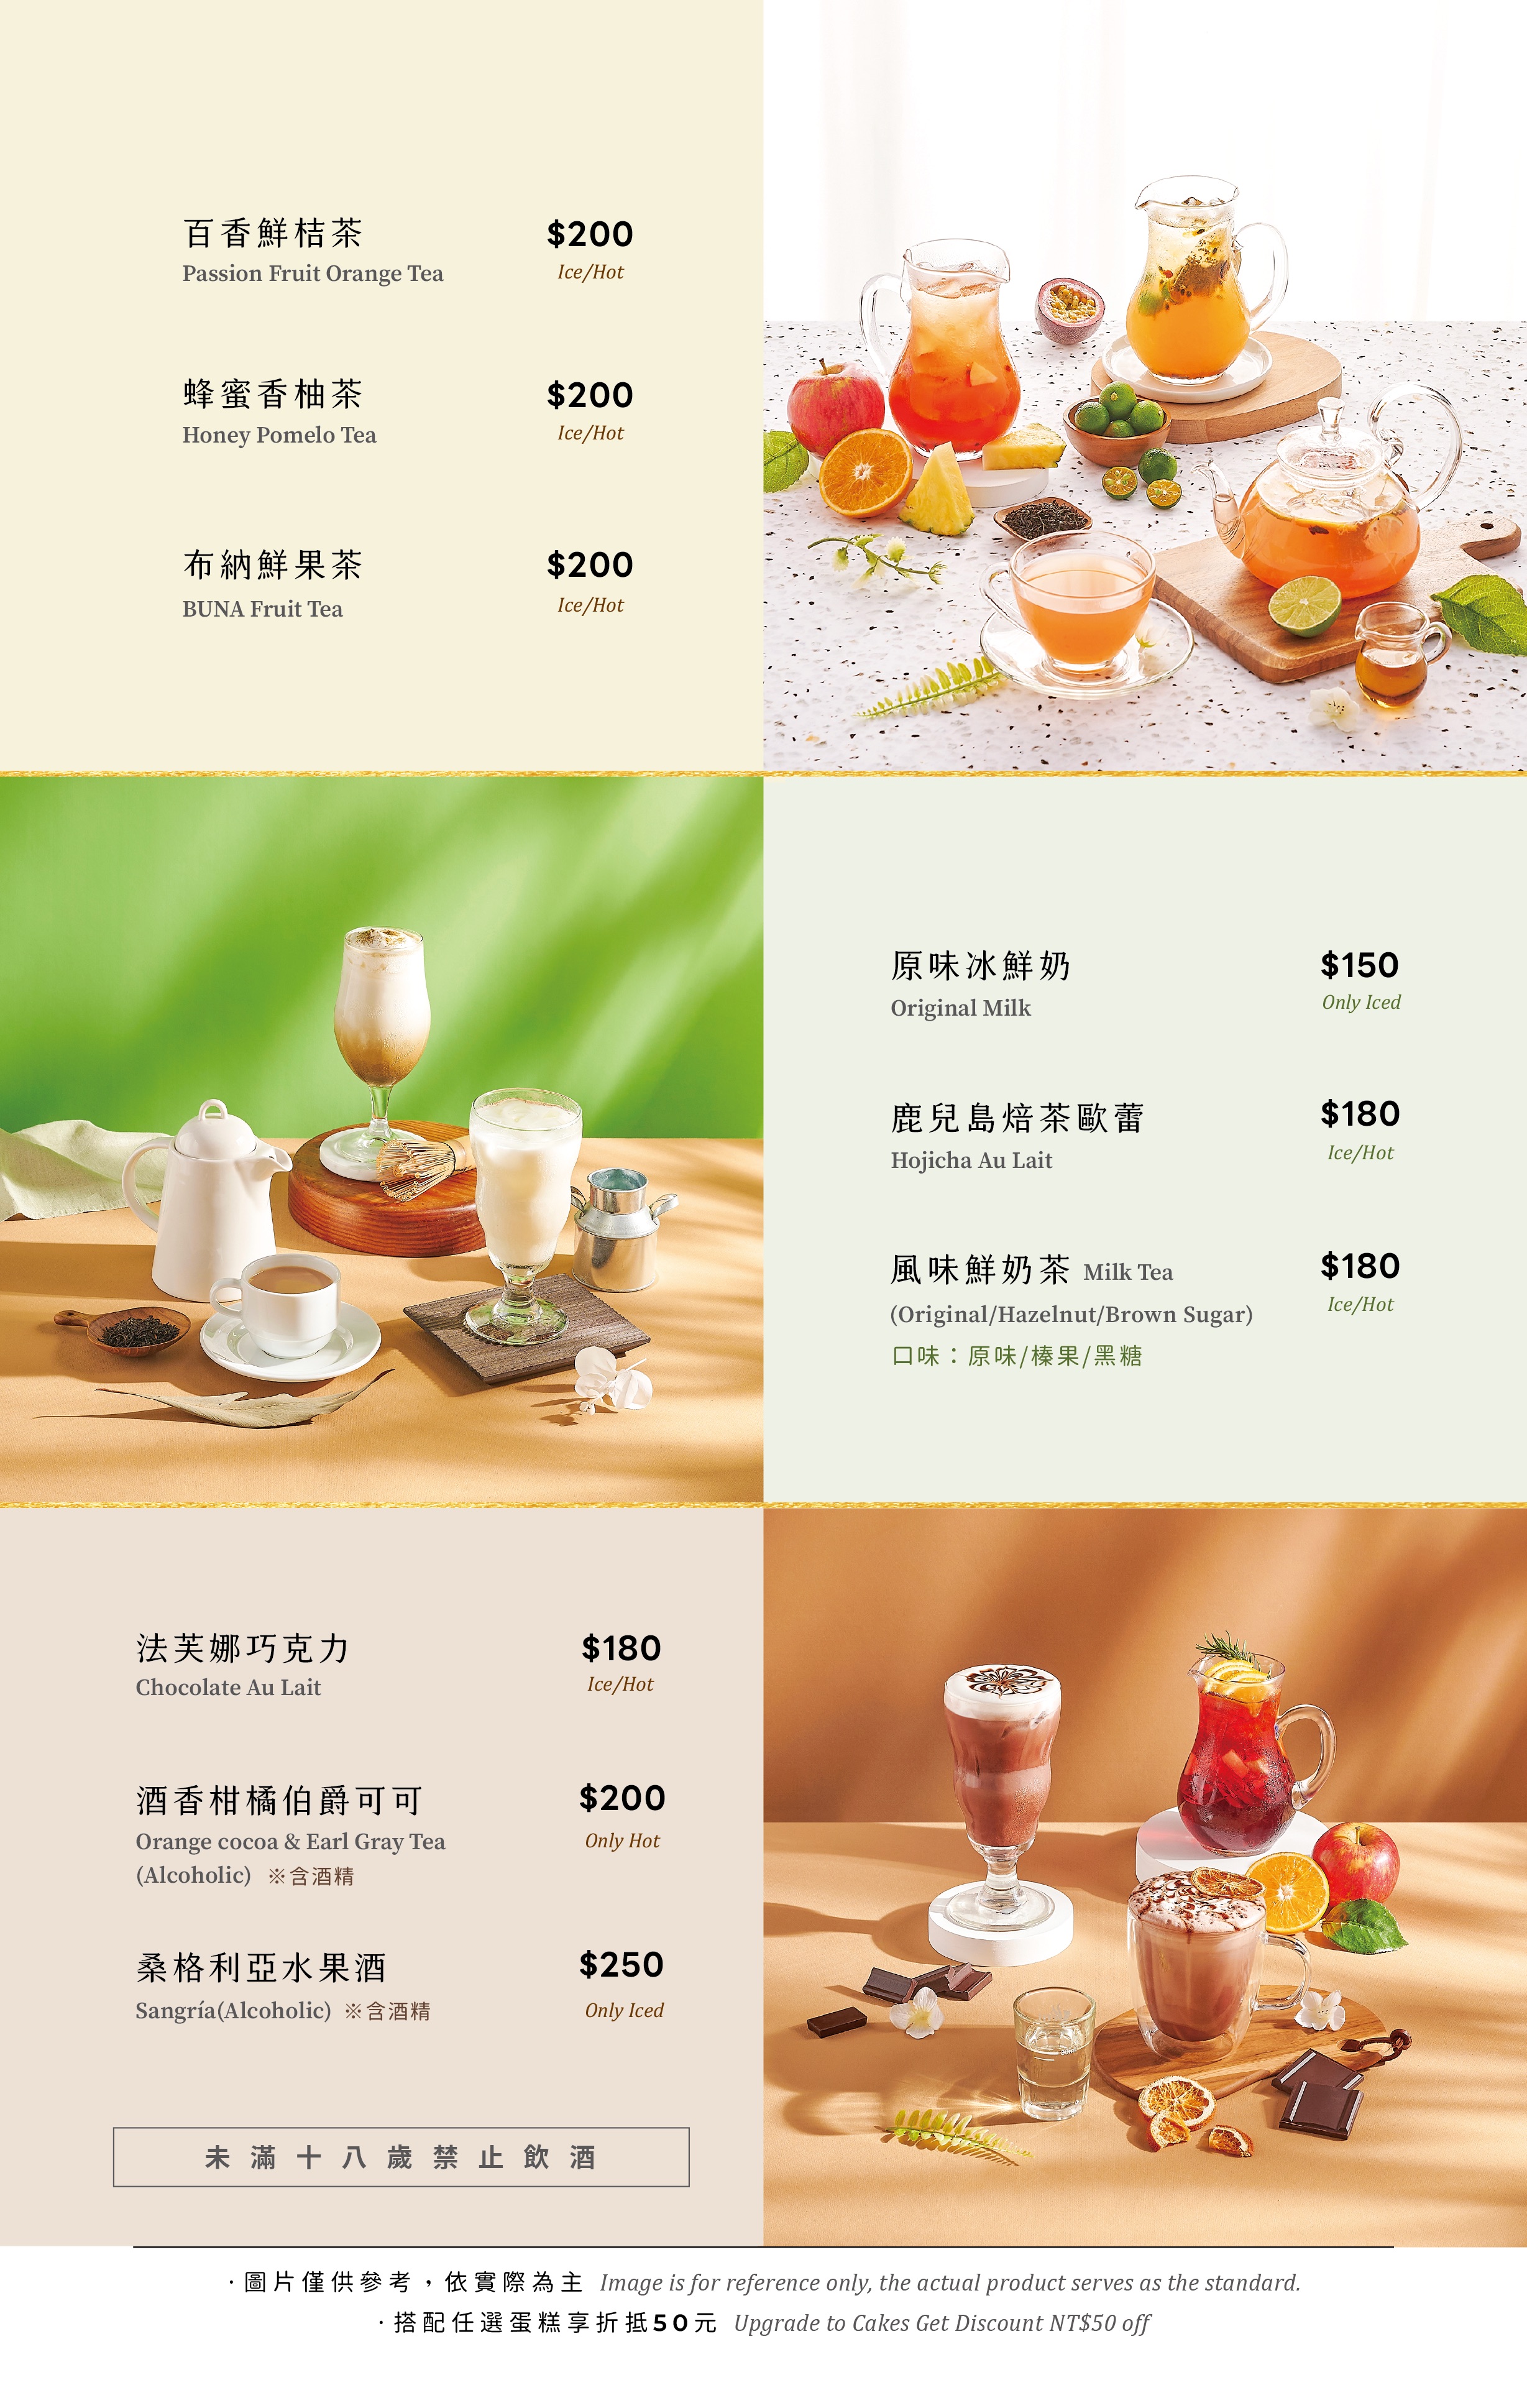 百香鮮桔茶 $200
Passion Fruit Orange Tea Ice/Hot
蜂蜜香柚茶 $200
Honey Pomelo Tea Ice/Hot
布納鮮果茶 $200
BUNA Fruit Tea Ice/Hot
原味冰鮮奶 $150
Original Milk Only Iced
鹿兒島焙茶歐蕾 $180
Hojicha Au Lait Ice/Hot
風味鮮奶茶 Milk Tea $180
(Original/Hazelnut/Brown Sugar) Ice/Hot
口味：原味/榛果/黑糖
法芙娜巧克力 $180
Chocolate Au Lait Ice/Hot
酒香柑橘伯爵可可 $200
Orange cocoa & Earl Gray Tea Only Hot
(Alcoholic) ※含酒精
桑格利亞水果酒 $250
Sangría(Alcoholic) ※含酒精 Only Iced
未滿十八歲禁止飲酒
·圖片僅供參考，依實際為主 Image is for reference only, the actual product serves as the standard.
·搭配任選蛋糕享折抵50元 Upgrade to Cakes Get Discount NT$50 off